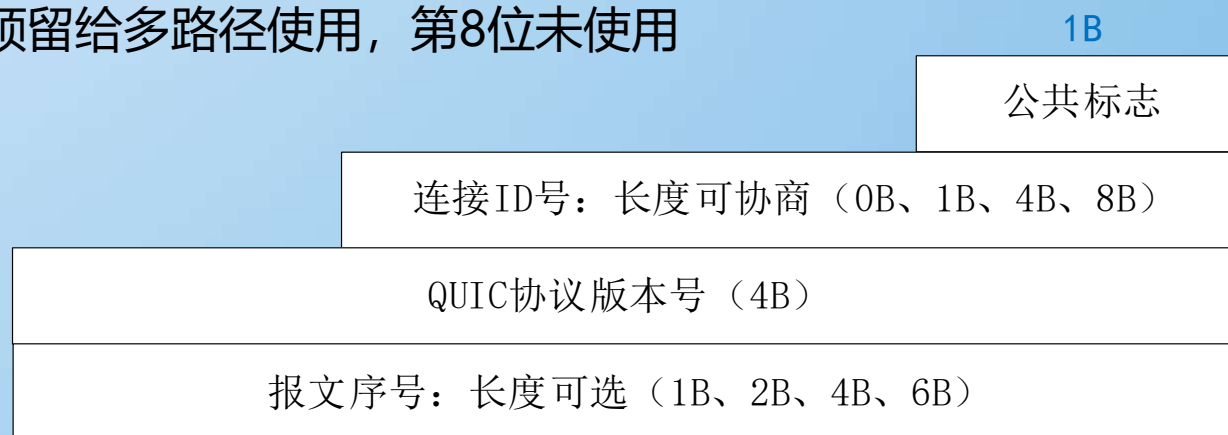 预留给多路径使用，第8位未使用
1B
公共标志
连接ID号：长度可协商（0B、1B、4B、8B）
QUIC协议版本号（4B）
报文序号：长度可选（1B、2B、4B、6B）